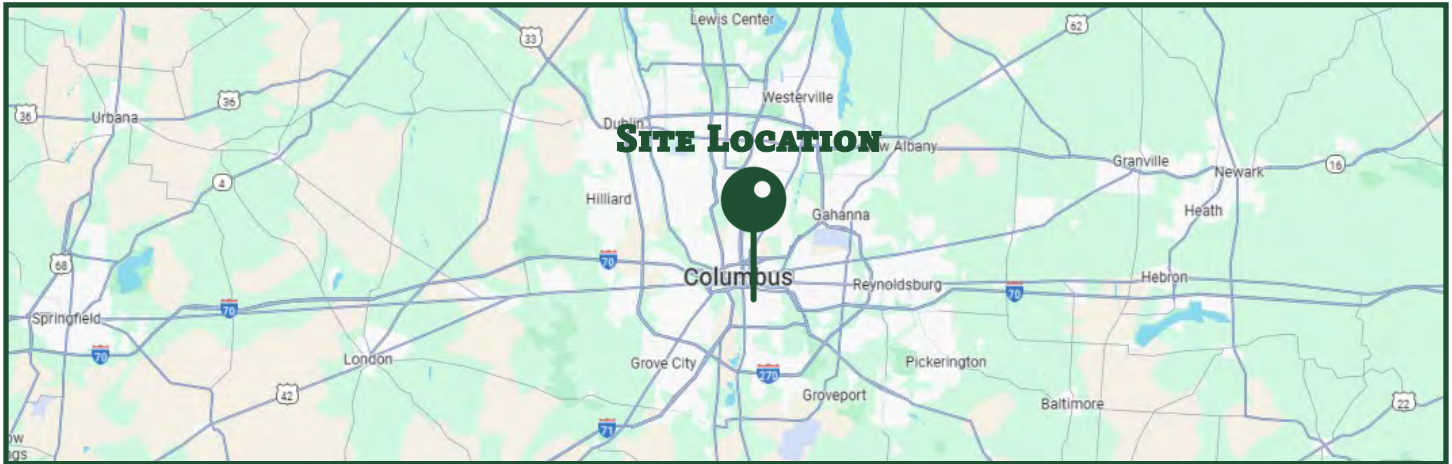 Lewis Center
62
33
Westerville
36
36
Urbana
Dublin
SITE LOCATION
Albany
16
Granville
Newark
4
Hilliard
Gahanna
Heath
68
70
Columbus
Reynoldsburg
Hebron
70
70
Springfield
70
London
Grove City
Pickerington
270
42
Groveport
Baltimore
22
71